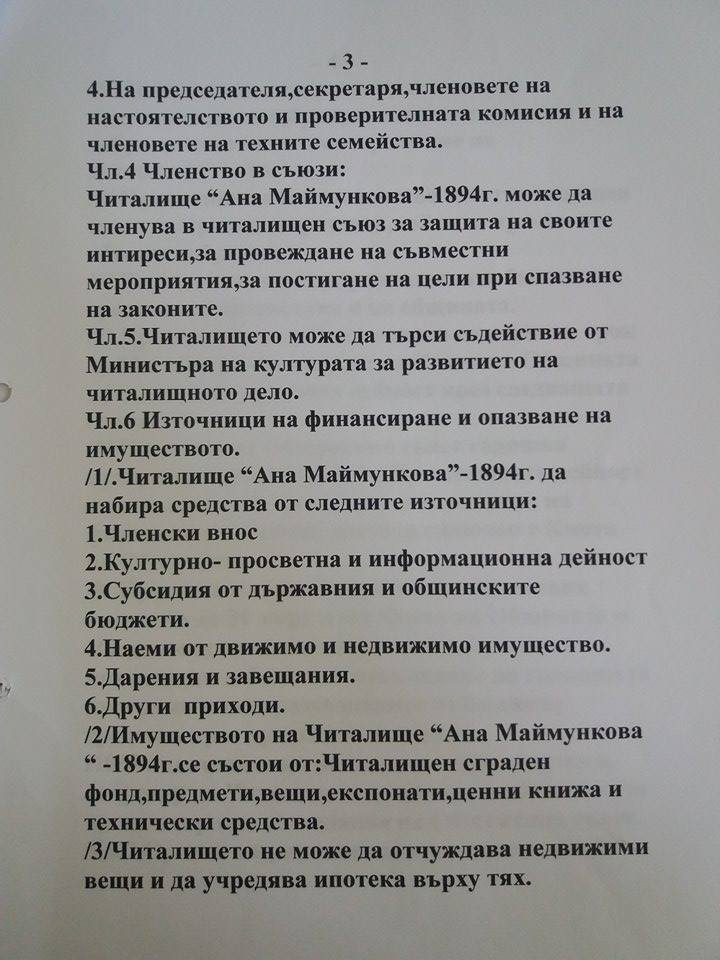 - 3 -
4.На председателя,секретаря,членовете на
настоятелството и проверителната комисия и на
членовете на техните семейства.
Чл.4 Членство в съюзи:
Читалище “Ана Маймункова”-1894г. може да
членува в читалищен съюз за защита на своите
интиреси,за провеждане на съвместни
мероприятия,за постигане на цели при спазване
на законите.
Чл.5.Читалището може да търси съдействие от
Министъра на културата за развитието на
читалищното дело.
Чл.6 Източници на финансиране и опазване на
имуществото.
/1/.Читалище “Ана Маймункова”-1894г. да
набира средства от следните източници:
1.Членски внос
2.Културно- просветна и информационна дейност
3.Субсидия от държавния и общинските
бюджети.
4.Наеми от движимо и недвижимо имущество.
5.Дарения и завещания.
6.Други  приходи.
/2/Имуществото на Читалище “Ана Маймункова
“ -1894г.се състои от:Читалищен сграден
фонд,предмети,вещи,експонати,ценни книжа и
технически средства.
/3/Читалището не може да отчуждава недвижими
вещи и да учредява ипотека върху тях.